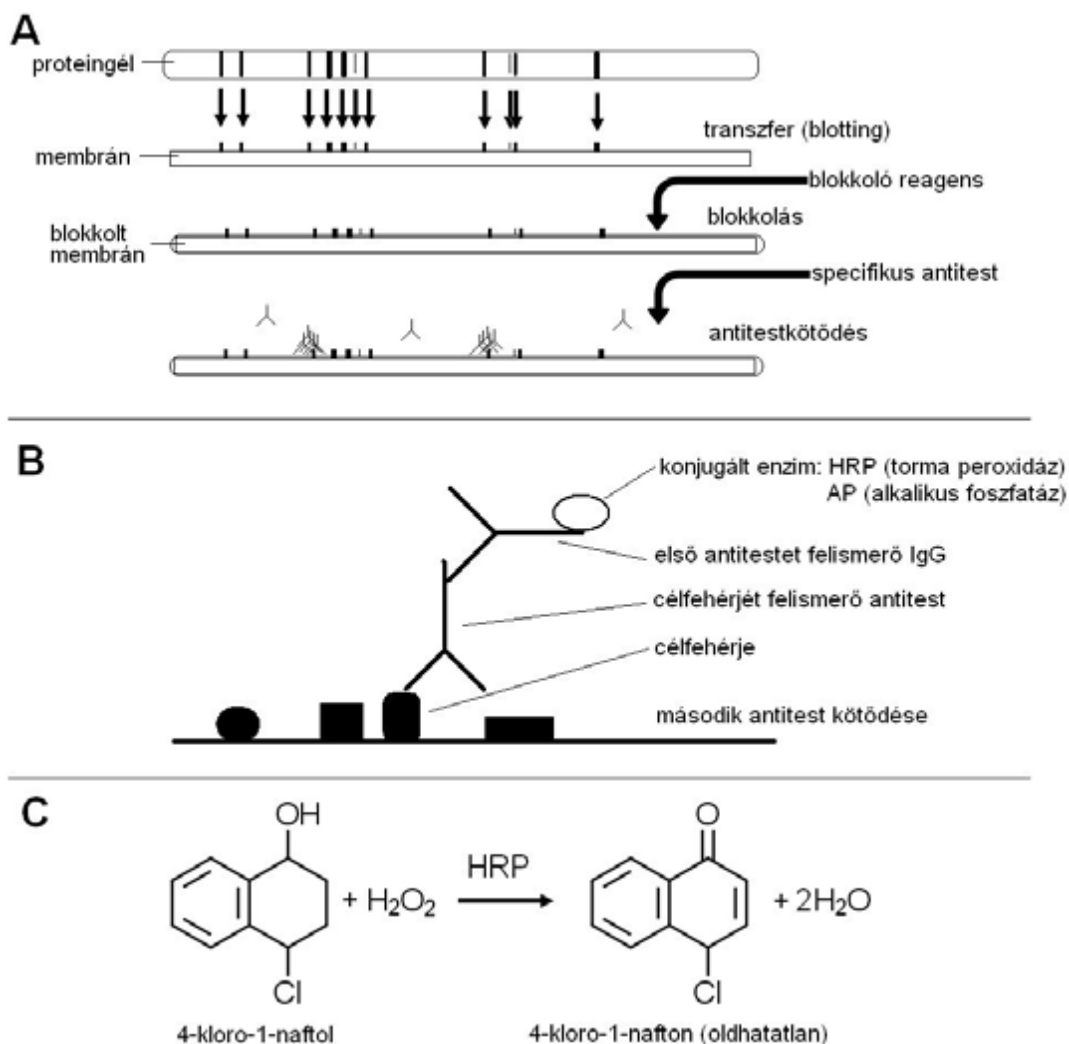 A
proteingél
transzfer (blotting)
membrán
blokkoló reagens
blokkolás
blokkolt
membrán
specifikus antitest
antitestkötődés
B
konjugált enzim: HRP (torma peroxidáz)
AP (alkalikus foszfatáz)
első antitestet felismerő IgG
célfehérjét felismerő antitest
célfehérje
második antitest kötődése
C
OH
Cl
+ H₂O₂
HRP
O
Cl
+ 2H₂O
4-kloro-1-naftol
4-kloro-1-nafton (oldhatatlan)